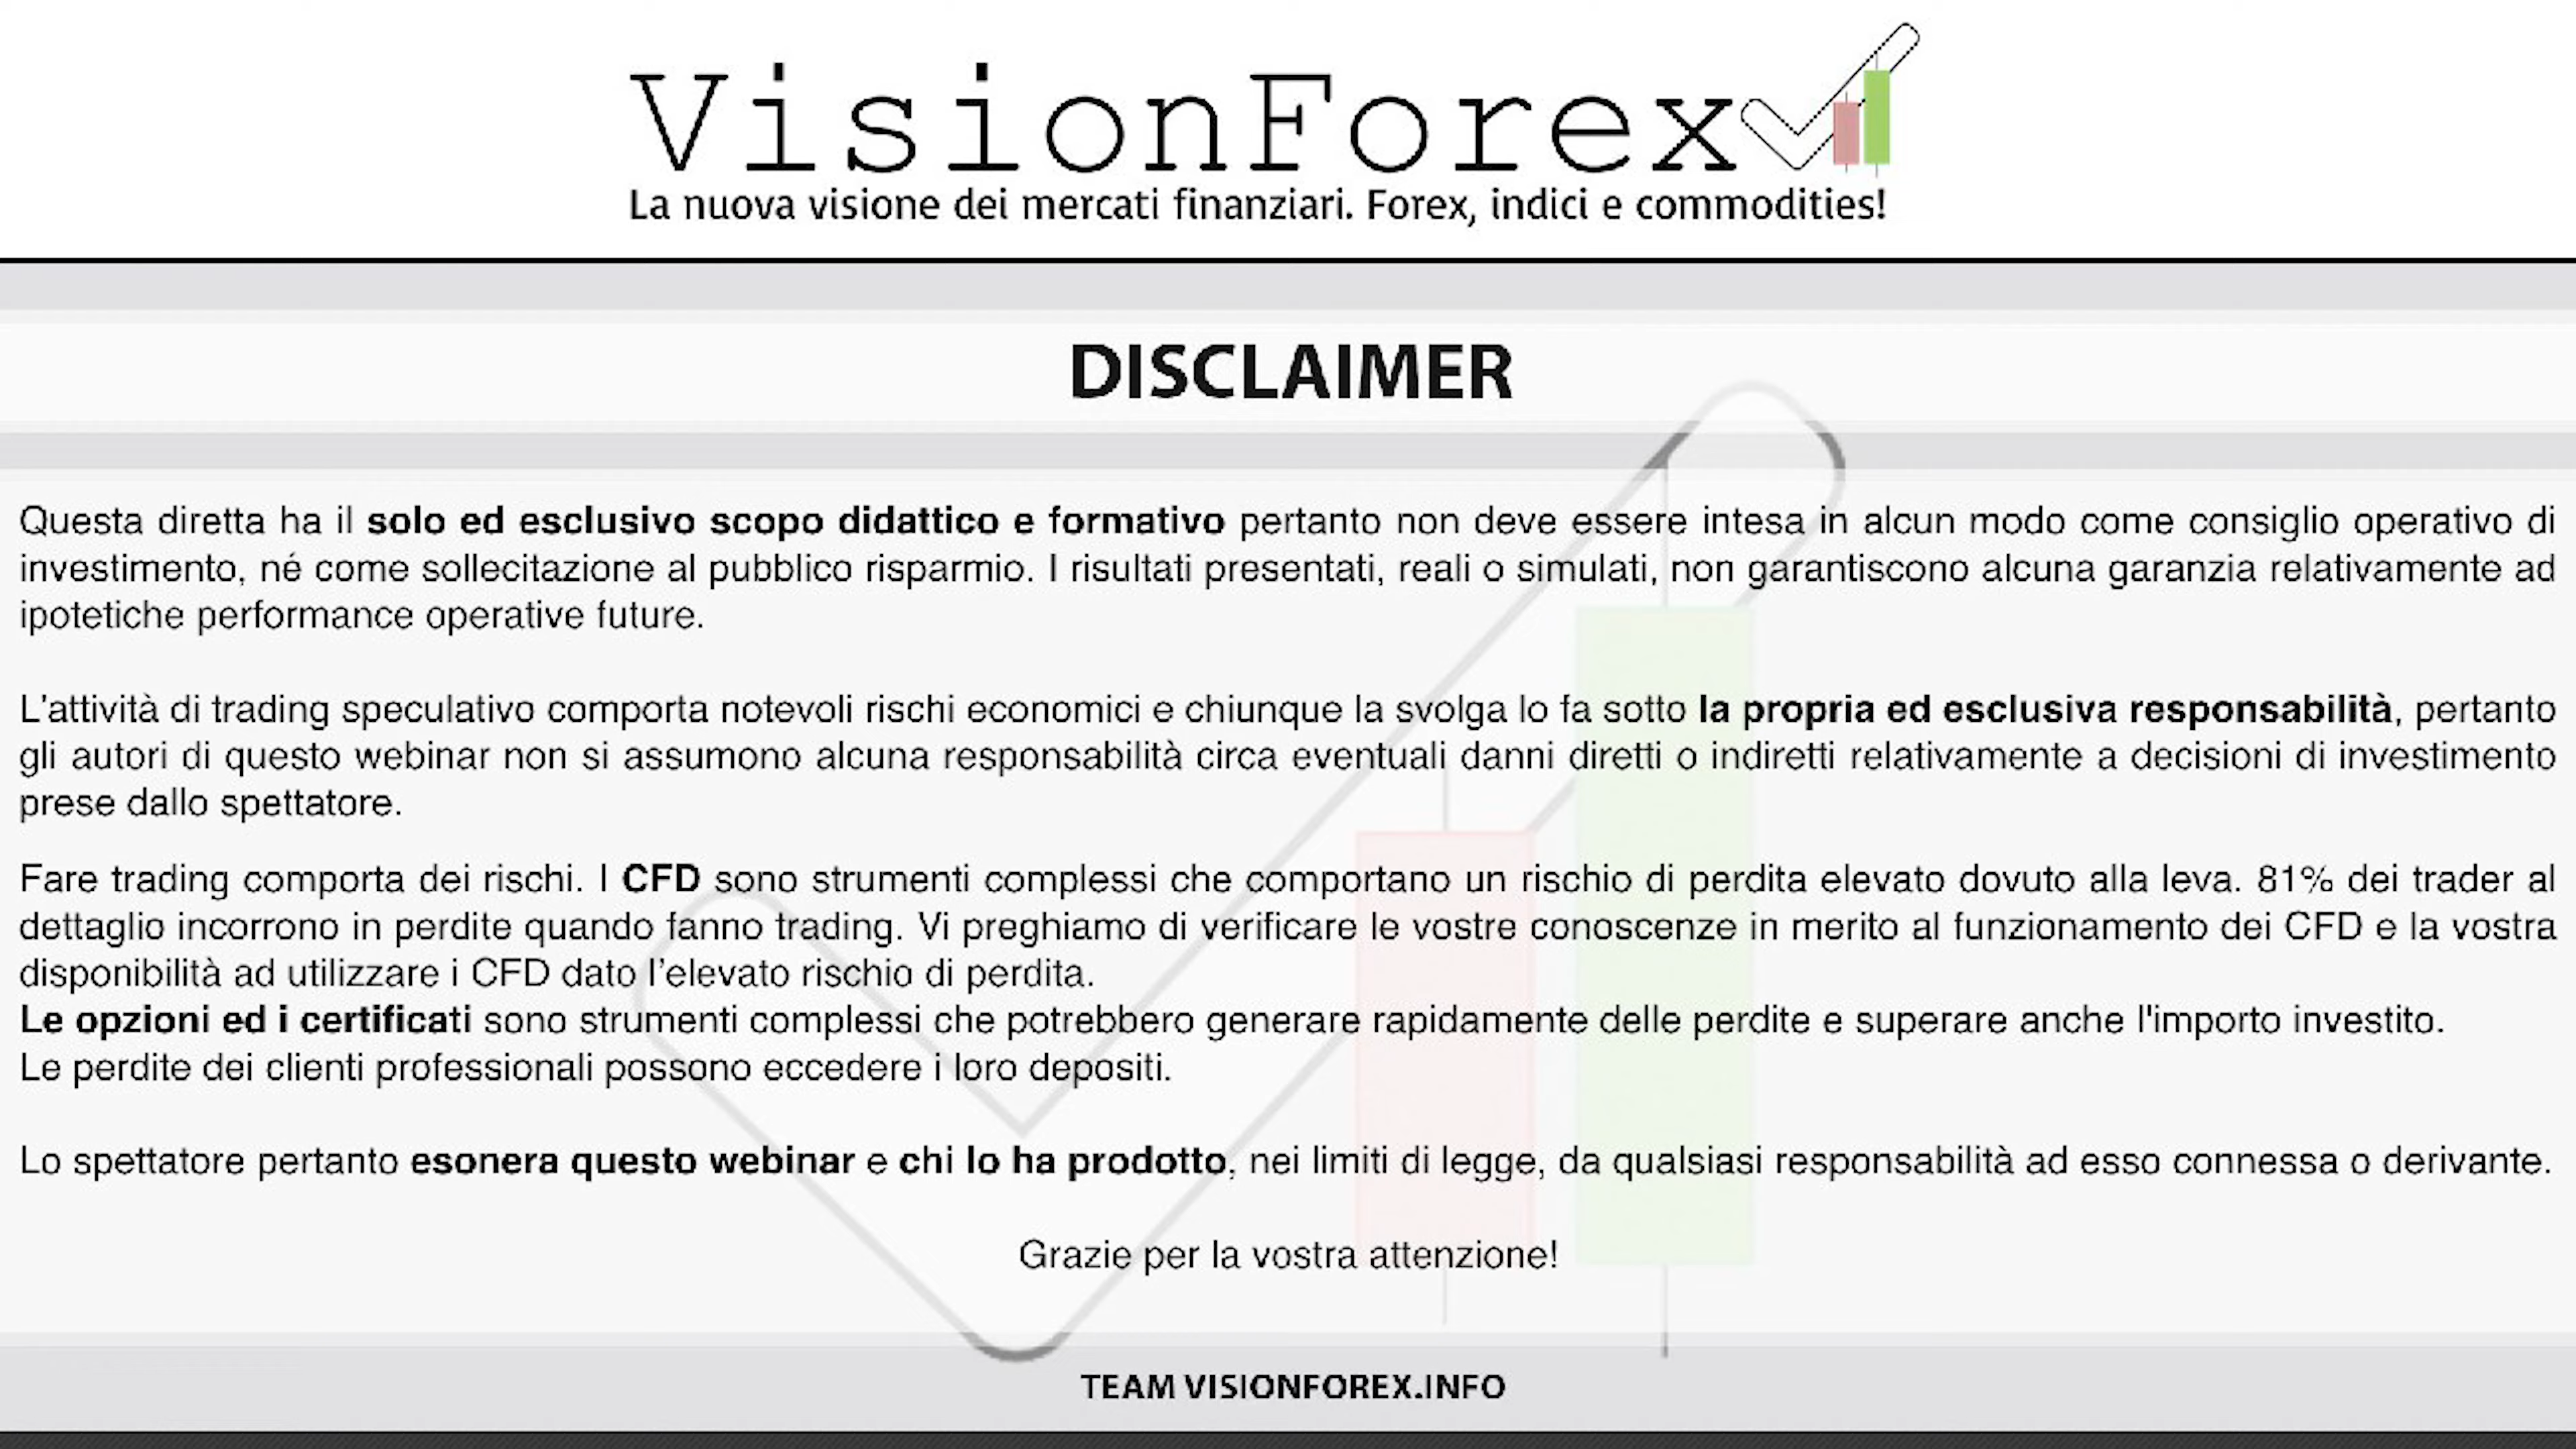 VisionForex
La nuova visione dei mercati finanziari. Forex, indici e commodities!
DISCLAIMER
Questa diretta ha il solo ed esclusivo scopo didattico e formativo pertanto non deve essere intesa in alcun modo come consiglio operativo di
investimento, né come sollecitazione al pubblico risparmio. I risultati presentati, reali o simulati, non garantiscono alcuna garanzia relativamente ad
ipotetiche performance operative future.
L'attività di trading speculativo comporta notevoli rischi economici e chiunque la svolga lo fa sotto la propria ed esclusiva responsabilità, pertanto
gli autori di questo webinar non si assumono alcuna responsabilità circa eventuali danni diretti o indiretti relativamente a decisioni di investimento
prese dallo spettatore.
Fare trading comporta dei rischi. I CFD sono strumenti complessi che comportano un rischio di perdita elevato dovuto alla leva. 81% dei trader al
dettaglio incorrono in perdite quando fanno trading. Vi preghiamo di verificare le vostre conoscenze in merito al funzionamento dei CFD e la vostra
disponibilità ad utilizzare i CFD dato l'elevato rischio di perdita.
Le opzioni ed i certificati sono strumenti complessi che potrebbero generare rapidamente delle perdite e superare anche l'importo investito.
Le perdite dei clienti professionali possono eccedere i loro depositi.
Lo spettatore pertanto esonera questo webinar e chi lo ha prodotto, nei limiti di legge, da qualsiasi responsabilità ad esso connessa o derivante.
Grazie per la vostra attenzione!
TEAM VISIONFOREX.INFO